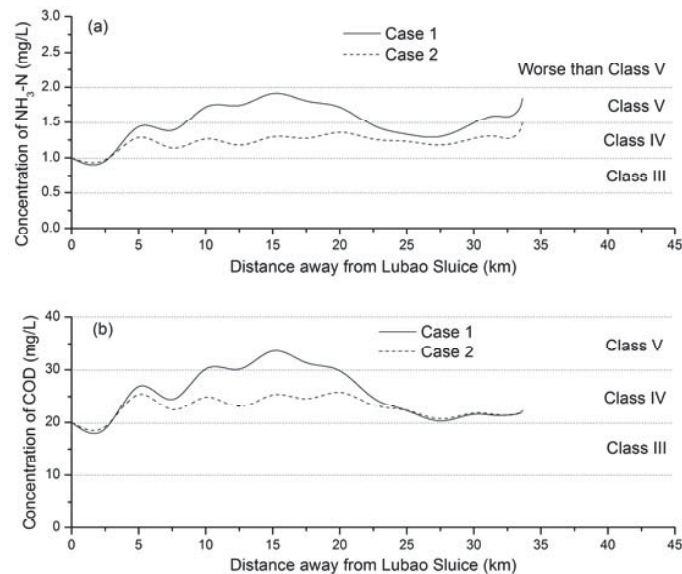 (a)
Case 1
Case 2
Worse than Class V
Class V
Class IV
Class III
Concentration of NH₃-N (mg/L)
3.0
2.5
2.0
1.5
1.0
0.5
0.0
0 5 10 15 20 25 30 35 40 45
Distance away from Lubao Sluice (km)
(b)
Case 1
Case 2
Class V
Class IV
Class III
Concentration of COD (mg/L)
40
30
20
10
0
0 5 10 15 20 25 30 35 40 45
Distance away from Lubao Sluice (km)